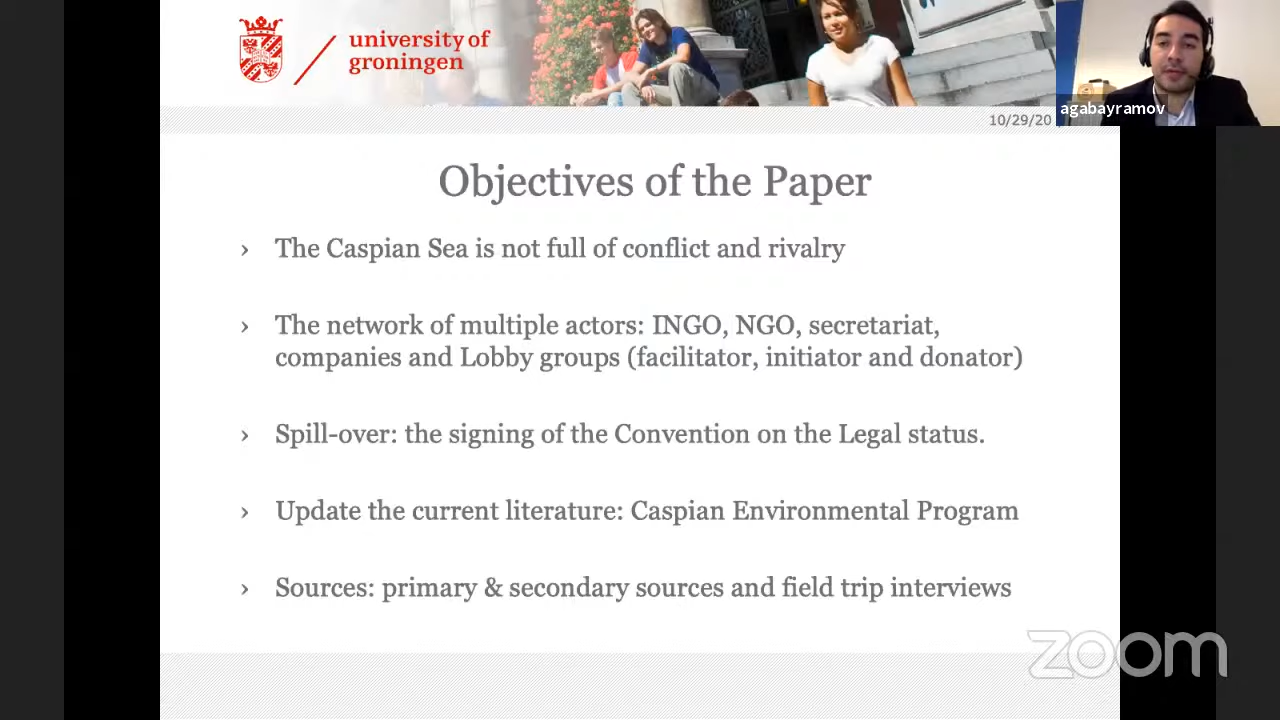 university of
groningen
agabayramov
10/29/20
Objectives of the Paper
› The Caspian Sea is not full of conflict and rivalry
› The network of multiple actors: INGO, NGO, secretariat,
companies and Lobby groups (facilitator, initiator and donator)
› Spill-over: the signing of the Convention on the Legal status.
› Update the current literature: Caspian Environmental Program
› Sources: primary & secondary sources and field trip interviews
zoom